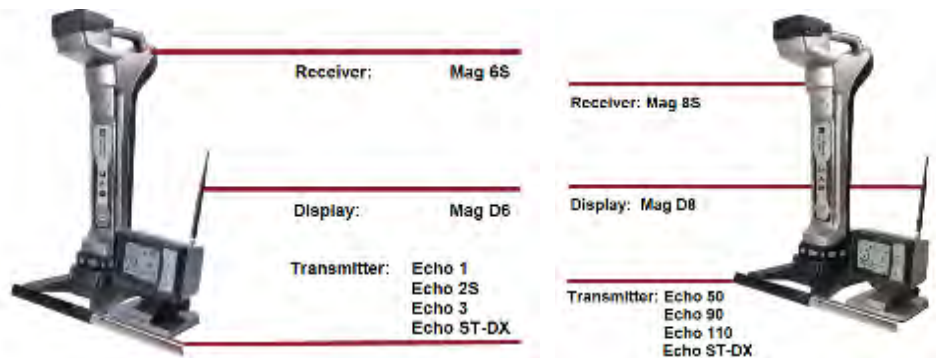 Receiver: Mag 6S
Display: Mag D6
Transmitter: Echo 1
Echo 2S
Echo 3
Echo ST-DX
Receiver: Mag 8S
Display: Mag D8
Transmitter: Echo 50
Echo 90
Echo 110
Echo ST-DX